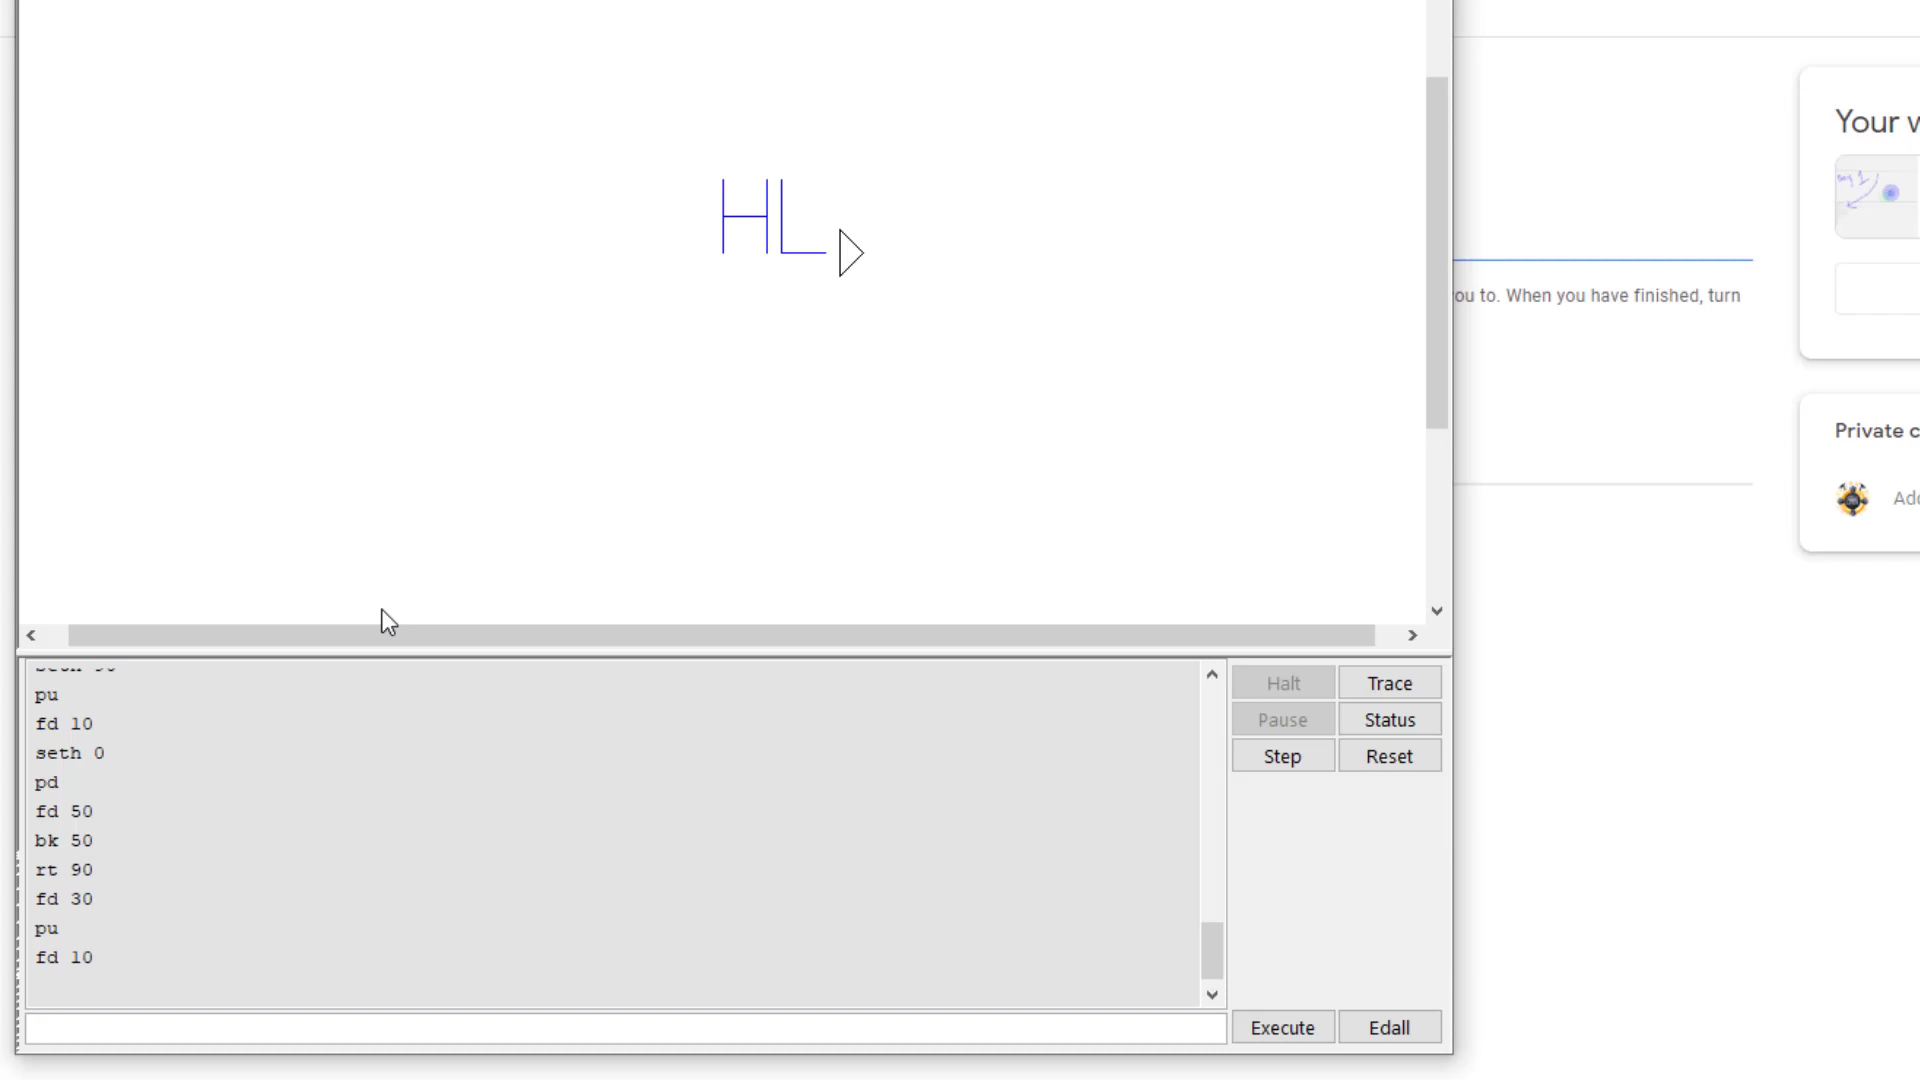 HL
Your
ou to. When you have finished, turn
Private
pu
fd 10
seth 0
pd
fd 50
bk 50
rt 90
fd 30
pu
fd 10
Halt
Trace
Pause
Status
Step
Reset
Execute
Edall